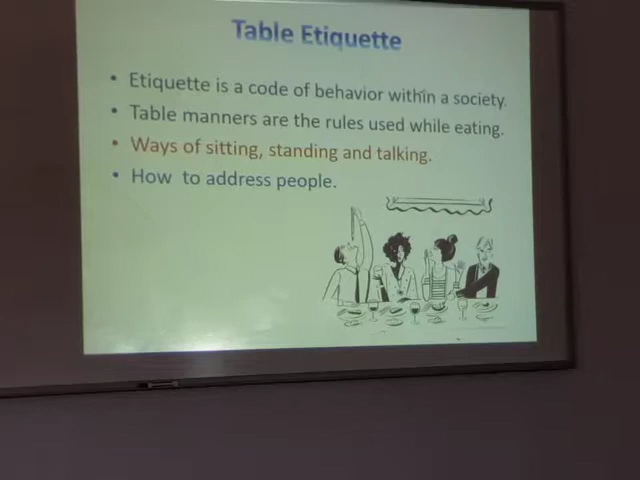 Table Etiquette
• Etiquette is a code of behavior within a society.
• Table manners are the rules used while eating.
• Ways of sitting, standing and talking.
• How to address people.